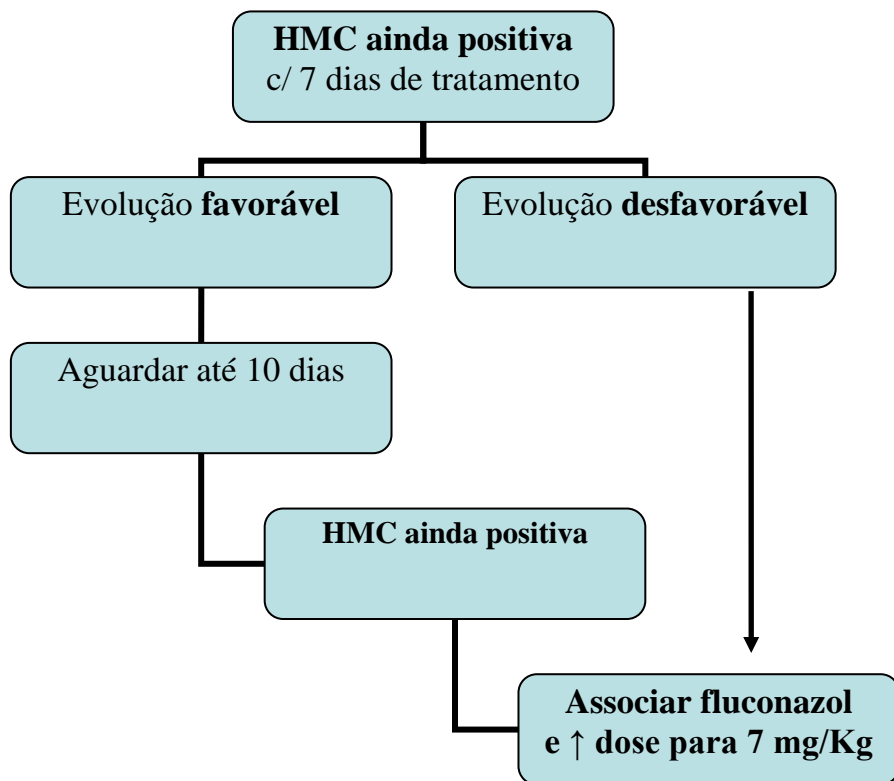 HMC ainda positiva
c/ 7 dias de tratamento
Evolução favorável
Evolução desfavorável
Aguardar até 10 dias
HMC ainda positiva
Associar fluconazol
e ↑ dose para 7 mg/Kg